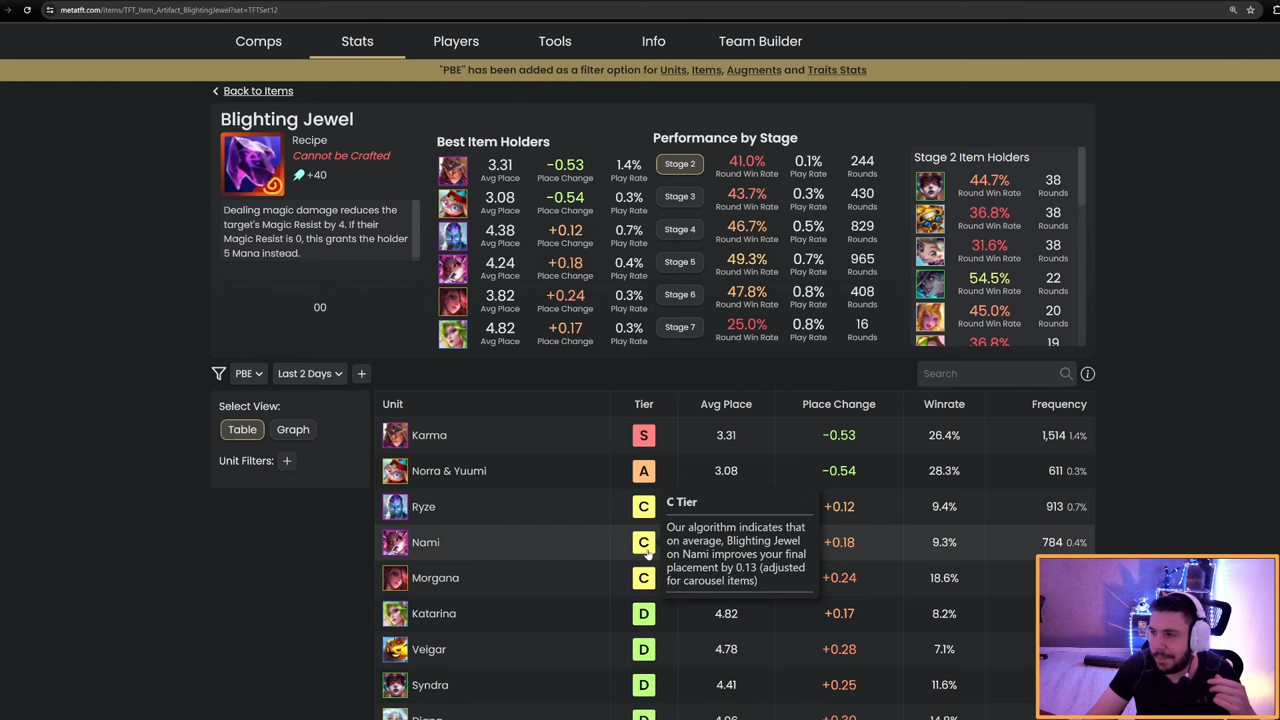 metatft.com/items/TFT_Item_Artifact_BlightingJewel?set=TFTSet12
Comps Stats Players Tools Info Team Builder
"PBE" has been added as a filter option for Units, Items, Augments and Traits Stats
Back to Items
Blighting Jewel
Recipe
Cannot be Crafted
+40
Dealing magic damage reduces the
target's Magic Resist by 4. If their
Magic Resist is 0, this grants the holder
5 Mana instead.
00
Best Item Holders
3.31 -0.53 1.4%
Avg Place Place Change Play Rate
3.08 -0.54 0.3%
Avg Place Place Change Play Rate
4.38 +0.12 0.7%
Avg Place Place Change Play Rate
4.24 +0.18 0.4%
Avg Place Place Change Play Rate
3.82 +0.24 0.3%
Avg Place Place Change Play Rate
4.82 +0.17 0.3%
Avg Place Place Change Play Rate
Performance by Stage
Stage 2 41.0% 0.1% 244
Round Win Rate Play Rate Rounds
Stage 3 43.7% 0.3% 430
Round Win Rate Play Rate Rounds
Stage 4 46.7% 0.5% 829
Round Win Rate Play Rate Rounds
Stage 5 49.3% 0.7% 965
Round Win Rate Play Rate Rounds
Stage 6 47.8% 0.8% 408
Round Win Rate Play Rate Rounds
Stage 7 25.0% 0.8% 16
Round Win Rate Play Rate Rounds
Stage 2 Item Holders
44.7% 38
Round Win Rate Rounds
36.8% 38
Round Win Rate Rounds
31.6% 38
Round Win Rate Rounds
54.5% 22
Round Win Rate Rounds
45.0% 20
Round Win Rate Rounds
36.8% 19
PBE Last 2 Days +
Search
Select View:
Table Graph
Unit Filters: +
Unit Tier Avg Place Place Change Winrate Frequency
Karma S 3.31 -0.53 26.4% 1,514 1.4%
Norra & Yuumi A 3.08 -0.54 28.3% 611 0.3%
Ryze C +0.12 9.4% 913 0.7%
Nami C +0.18 9.3% 784 0.4%
Morgana C +0.24 18.6%
Katarina D 4.82 +0.17 8.2%
Veigar D 4.78 +0.28 7.1%
Syndra D 4.41 +0.25 11.6%
C Tier
Our algorithm indicates that
on average, Blighting Jewel
on Nami improves your final
placement by 0.13 (adjusted
for carousel items)